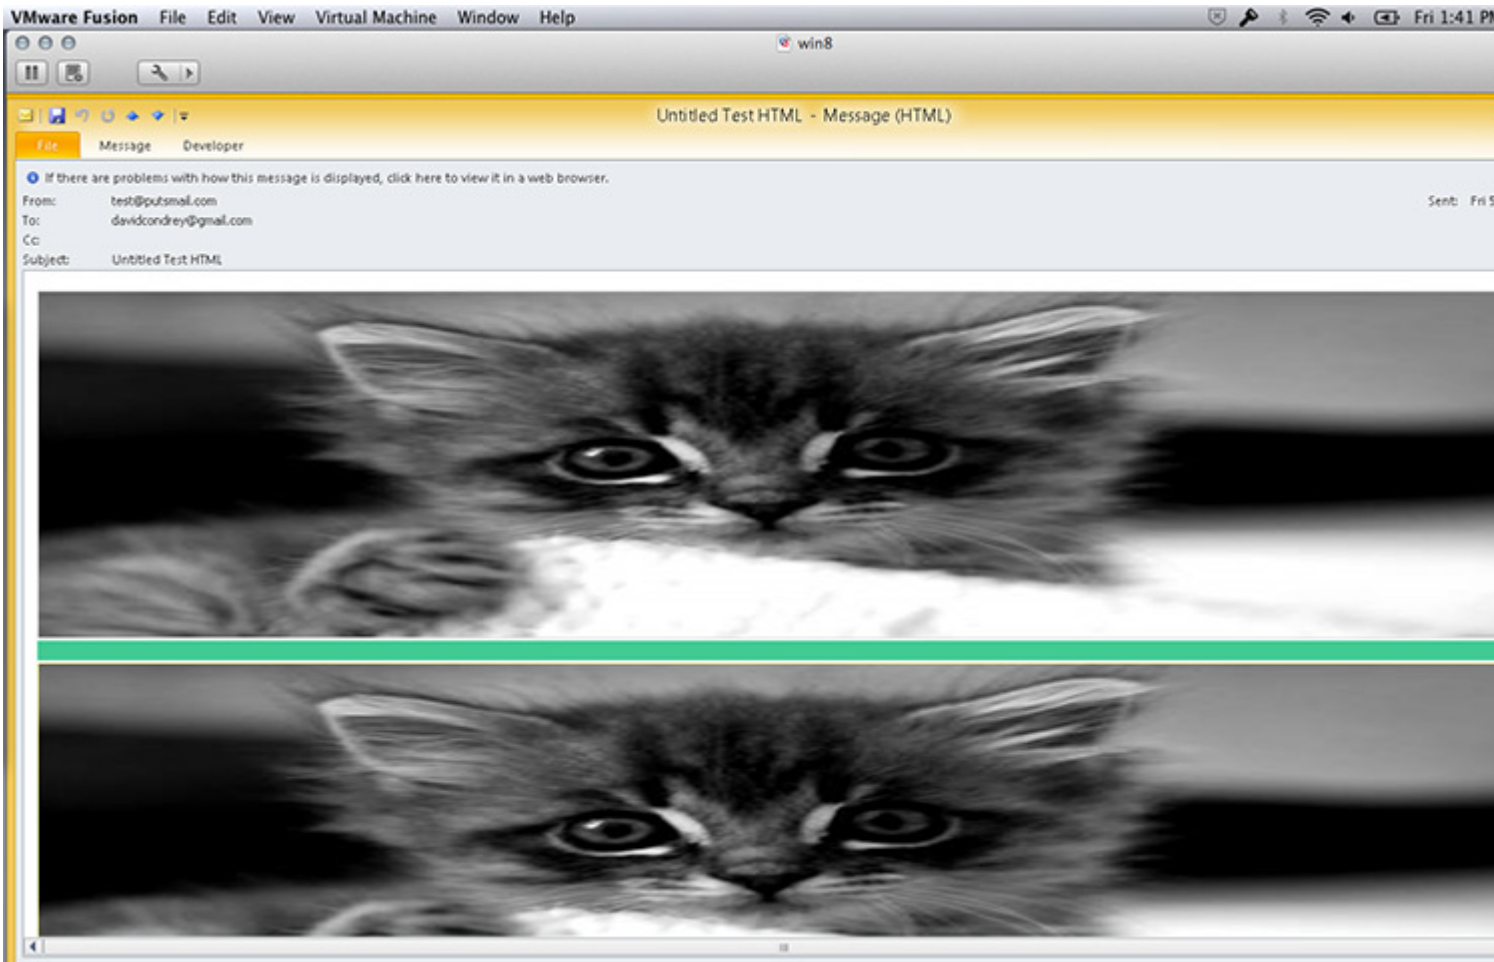 VMware Fusion File Edit View Virtual Machine Window Help Fri 1:41 PM
win8
Untitled Test HTML - Message (HTML)
File Message Developer
If there are problems with how this message is displayed, click here to view it in a web browser.
From: test@putsmail.com Sent: Fri 5
To: davidcondrey@gmail.com
Cc
Subject: Untitled Test HTML